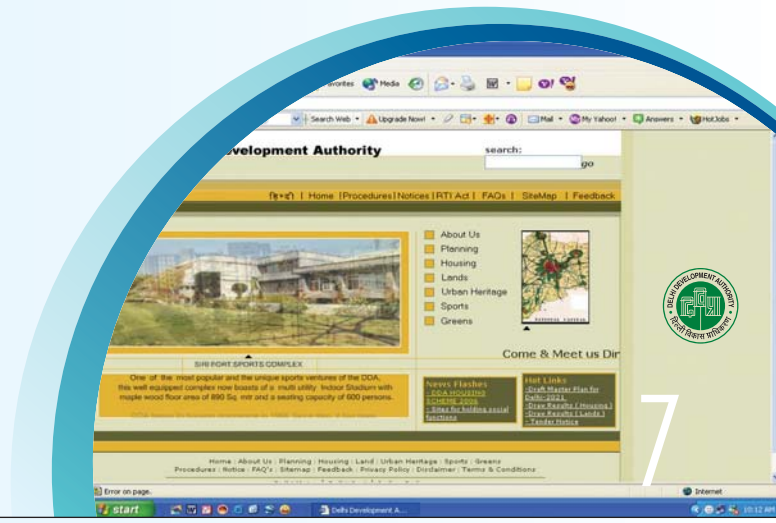 Favorites Media
Search Web Upgrade Now! Mail My Yahoo! Answers HotJobs
velopment Authority
search:
go
हिन्दी | Home | Procedures | Notices | RTI Act | FAQs | SiteMap | Feedback
About Us
Planning
Housing
Lands
Urban Heritage
Sports
Greens
DELHI DEVELOPMENT AUTHORITY
दिल्ली विकास प्राधिकरण
Come & Meet us Dir
SIRI FORT SPORTS COMPLEX
One of the most popular and the unique sports ventures of the DDA,
this well equipped complex now boasts of a multi utility Indoor Stadium with
maple wood floor area of 890 Sq. mtr and a seating capacity of 600 persons.
News Flashes
- DDA HOUSING
SCHEME 2006
- Sites for holding social
functions
Hot Links
-Draft Master Plan for
Delhi-2021
-Draw Results ( Housing )
-Draw Results ( Lands )
- Tender Notice
7
Home : About Us : Planning : Housing : Land : Urban Heritage : Sports : Greens
Procedures : Notice : FAQ's : Sitemap : Feedback : Privacy Policy : Disclaimer : Terms & Conditions
Error on page.
Internet
start
Delhi Development A...
10:12 AM